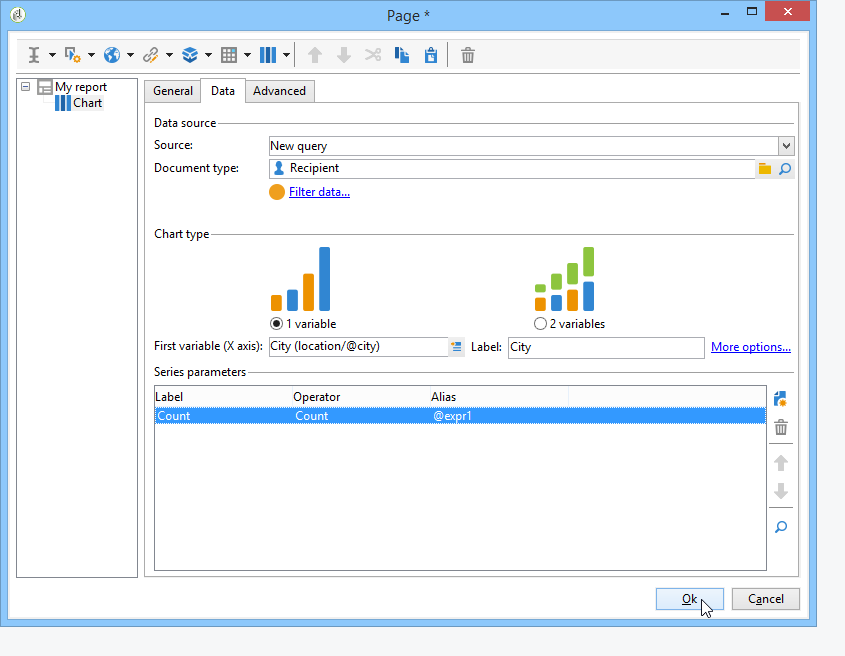 Page *
My report
Chart
General Data Advanced
Data source
Source: New query
Document type: Recipient
Filter data...
Chart type
1 variable 2 variables
First variable (X axis): City (location/@city) Label: City More options...
Series parameters
Label Operator Alias
Count Count @expr1
Ok Cancel